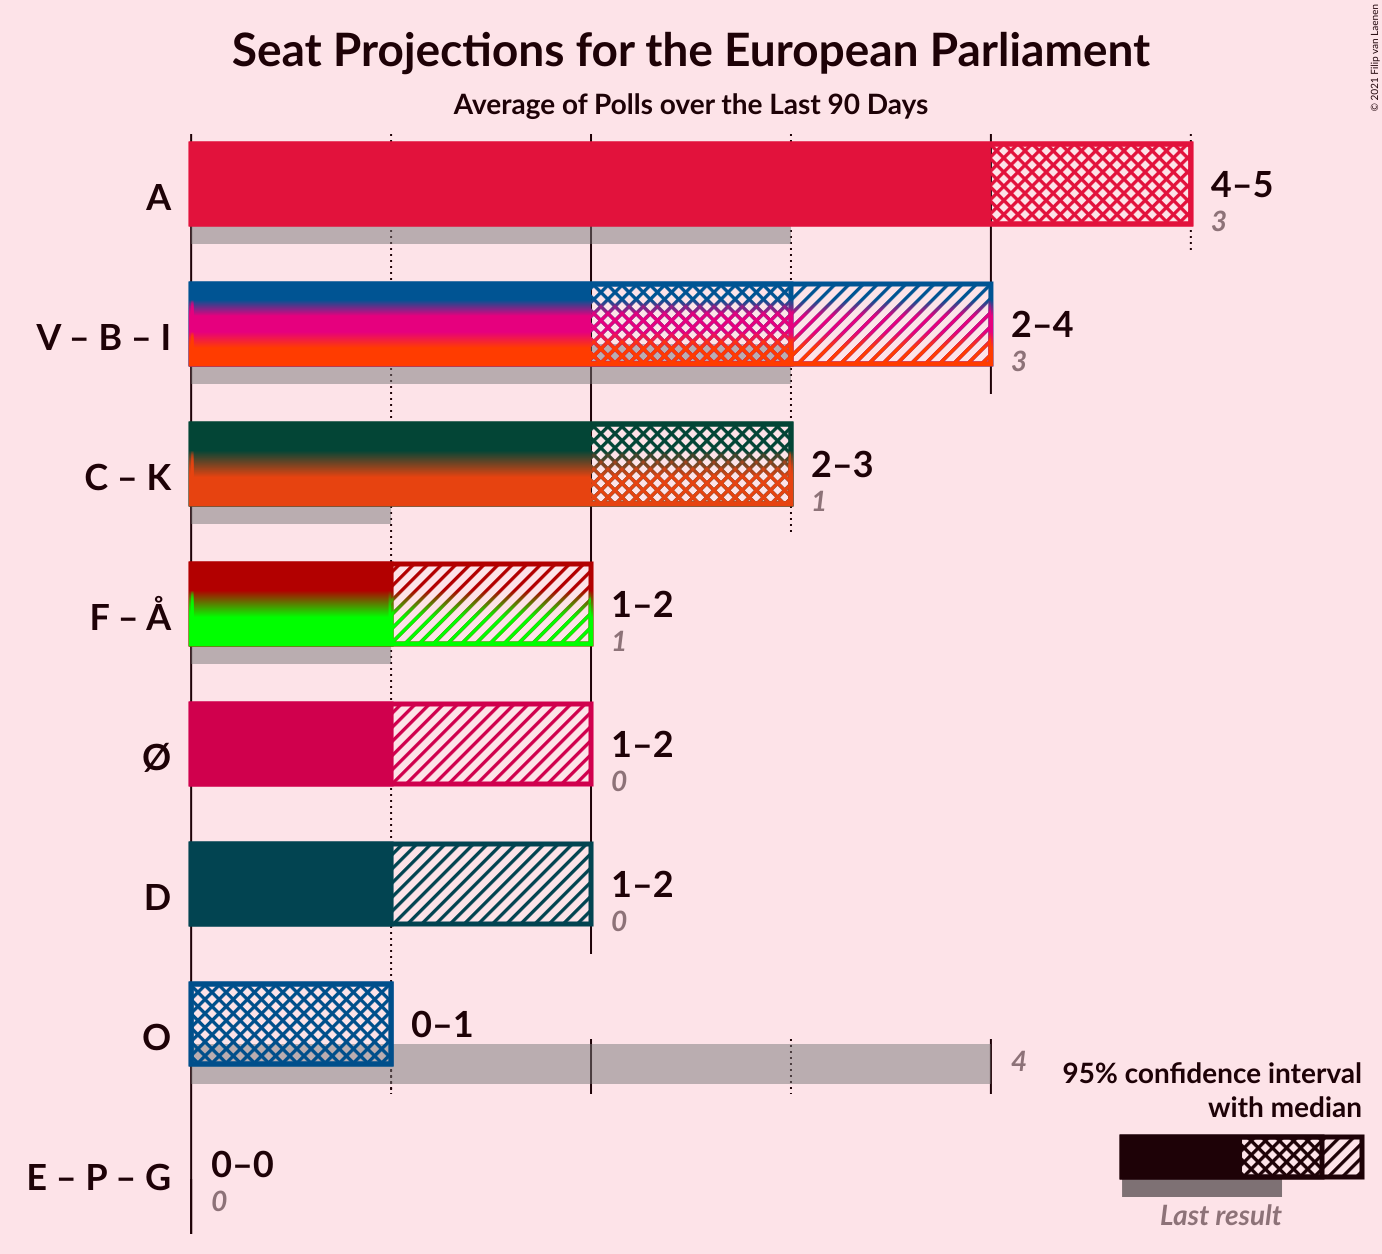 Seat Projections for the European Parliament
Average of Polls over the Last 90 Days
© 2021 Filip van Laenen
A
4–5
3
V – B – I
2–4
3
C – K
2–3
1
F – Å
1–2
1
Ø
1–2
0
D
1–2
0
O
0–1
4
E – P – G
0–0
0
95% confidence interval
with median
Last result